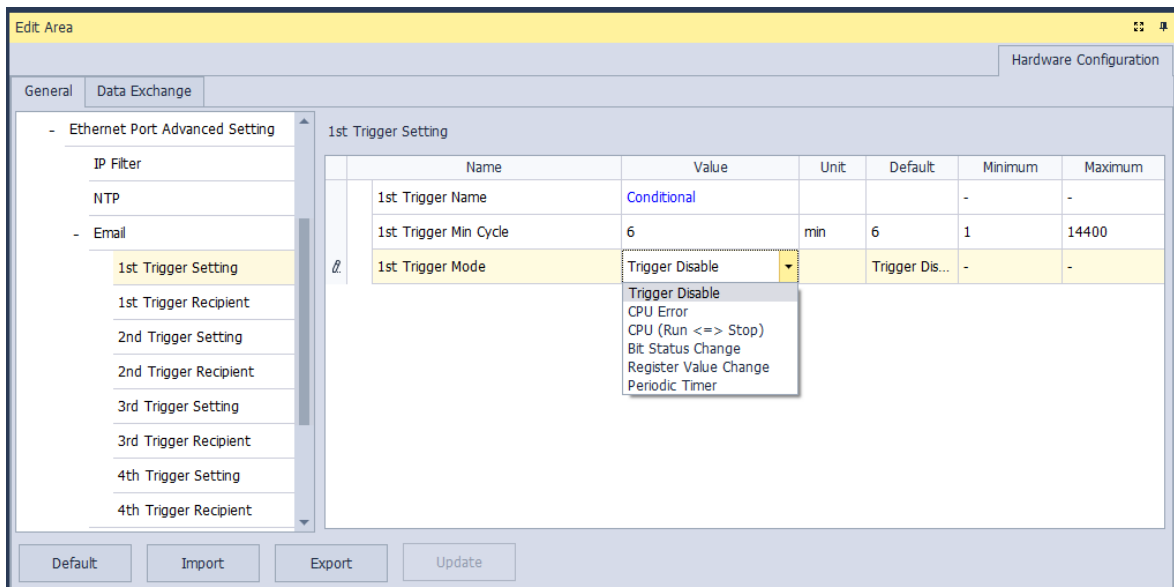 Edit Area
Hardware Configuration
General Data Exchange
- Ethernet Port Advanced Setting
IP Filter
NTP
- Email
1st Trigger Setting
1st Trigger Recipient
2nd Trigger Setting
2nd Trigger Recipient
3rd Trigger Setting
3rd Trigger Recipient
4th Trigger Setting
4th Trigger Recipient
1st Trigger Setting
Name Value Unit Default Minimum Maximum
1st Trigger Name Conditional - -
1st Trigger Min Cycle 6 min 6 1 14400
1st Trigger Mode Trigger Disable Trigger Dis... - -
Trigger Disable
CPU Error
CPU (Run <=> Stop)
Bit Status Change
Register Value Change
Periodic Timer
Default Import Export Update